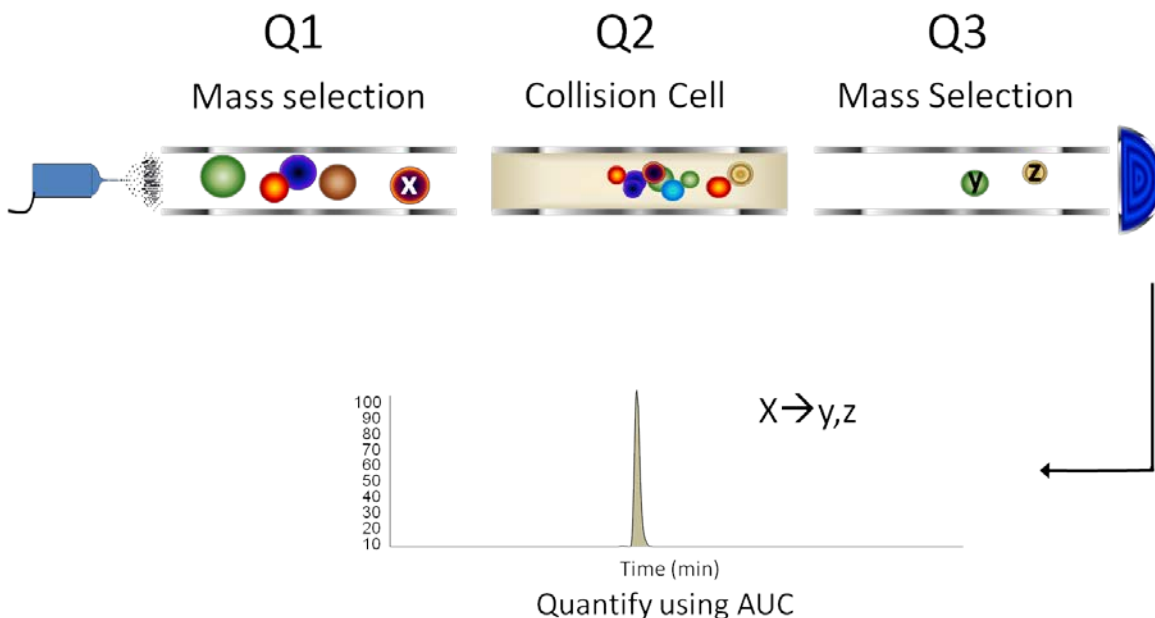 Q1 Q2 Q3
Mass selection Collision Cell Mass Selection
X y z
X→y,z
100
90
80
70
60
50
40
30
20
10
Time (min)
Quantify using AUC